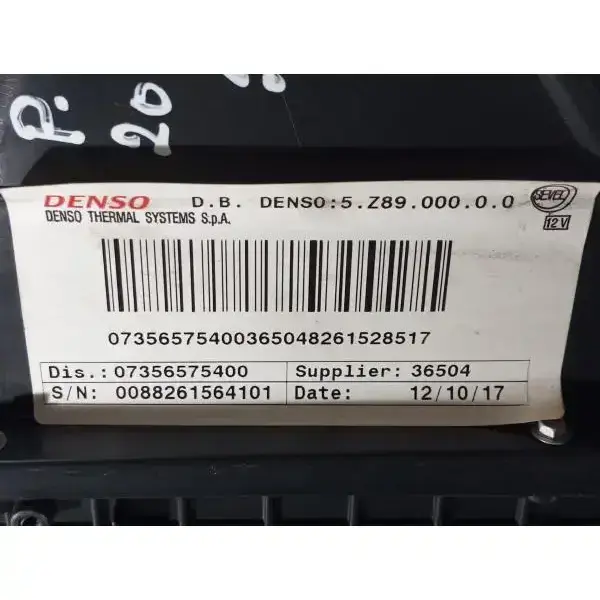 P.
20
DENSO D.B. DENSO:5.Z89.000.0.0 SEVEL
DENSO THERMAL SYSTEMS S.p.A. 12V
07356575400365048261528517
Dis.: 07356575400 Supplier: 36504
S/N: 0088261564101 Date: 12/10/17